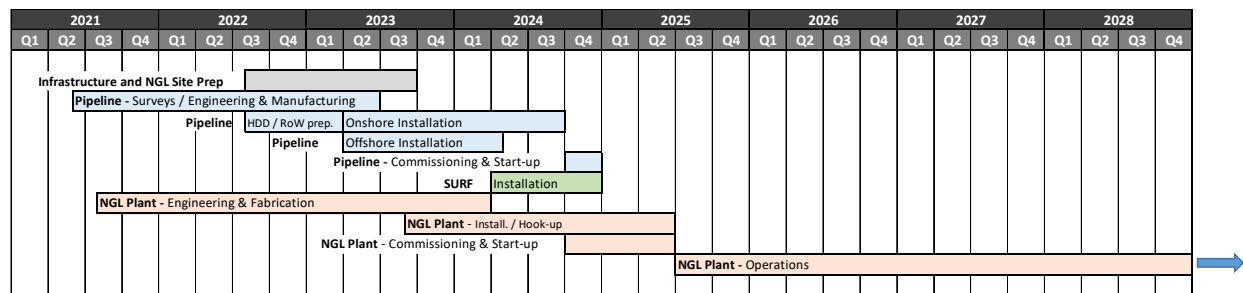 2021 2022 2023 2024 2025 2026 2027 2028
Q1 Q2 Q3 Q4 Q1 Q2 Q3 Q4 Q1 Q2 Q3 Q4 Q1 Q2 Q3 Q4 Q1 Q2 Q3 Q4 Q1 Q2 Q3 Q4 Q1 Q2 Q3 Q4 Q1 Q2 Q3 Q4
Infrastructure and NGL Site Prep
Pipeline - Surveys / Engineering & Manufacturing
Pipeline HDD / RoW prep. Onshore Installation
Pipeline Offshore Installation
Pipeline - Commissioning & Start-up
SURF Installation
NGL Plant - Engineering & Fabrication
NGL Plant - Install. / Hook-up
NGL Plant - Commissioning & Start-up
NGL Plant - Operations